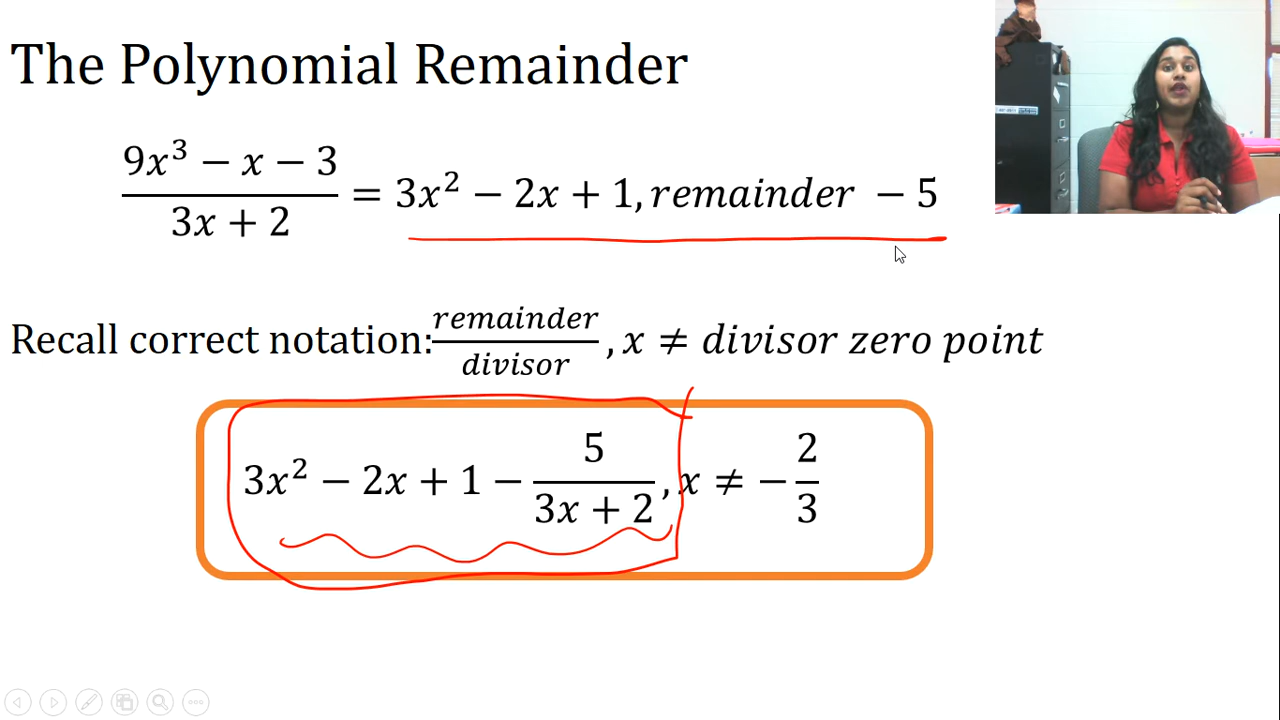 The Polynomial Remainder
9x³ − x − 3
3x + 2
= 3x² − 2x + 1, remainder − 5
Recall correct notation: remainder
divisor
, x ≠ divisor zero point
3x² − 2x + 1 − 5
3x + 2
, x ≠ − 2
3